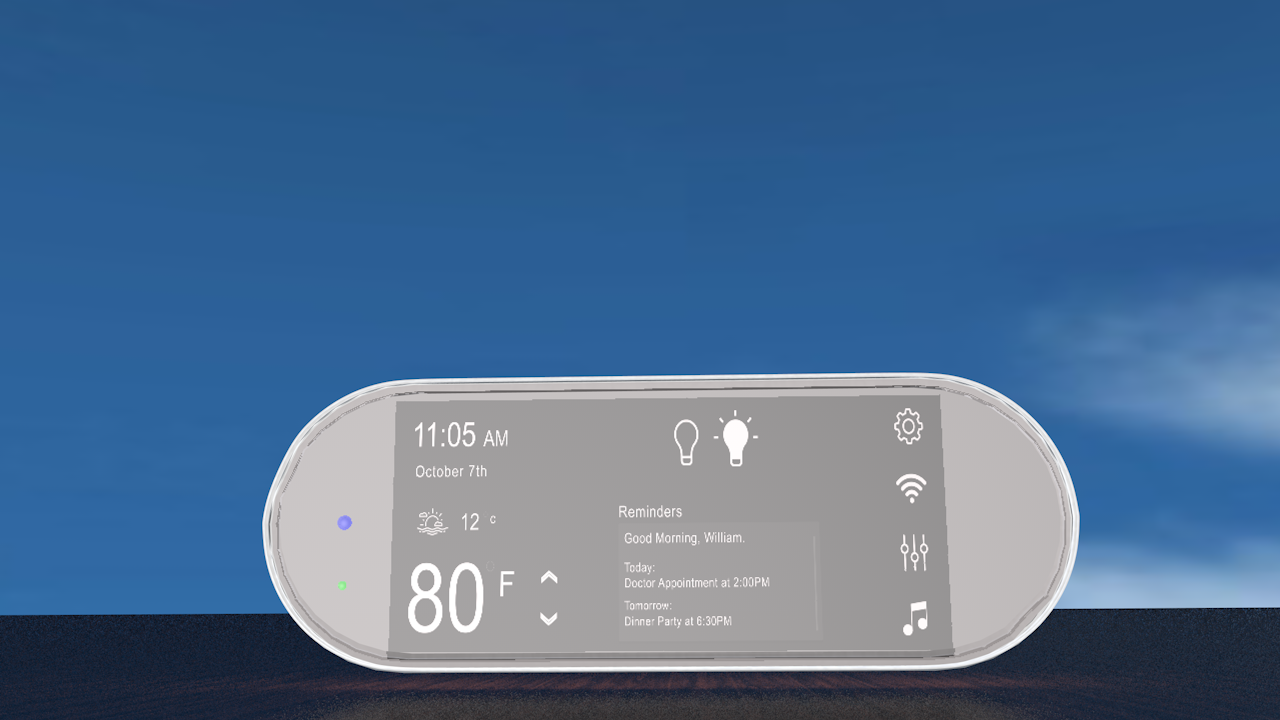 11:05 AM
October 7th
12 c
80 F
Reminders
Good Morning, William.
Today:
Doctor Appointment at 2:00PM
Tomorrow:
Dinner Party at 6:30PM